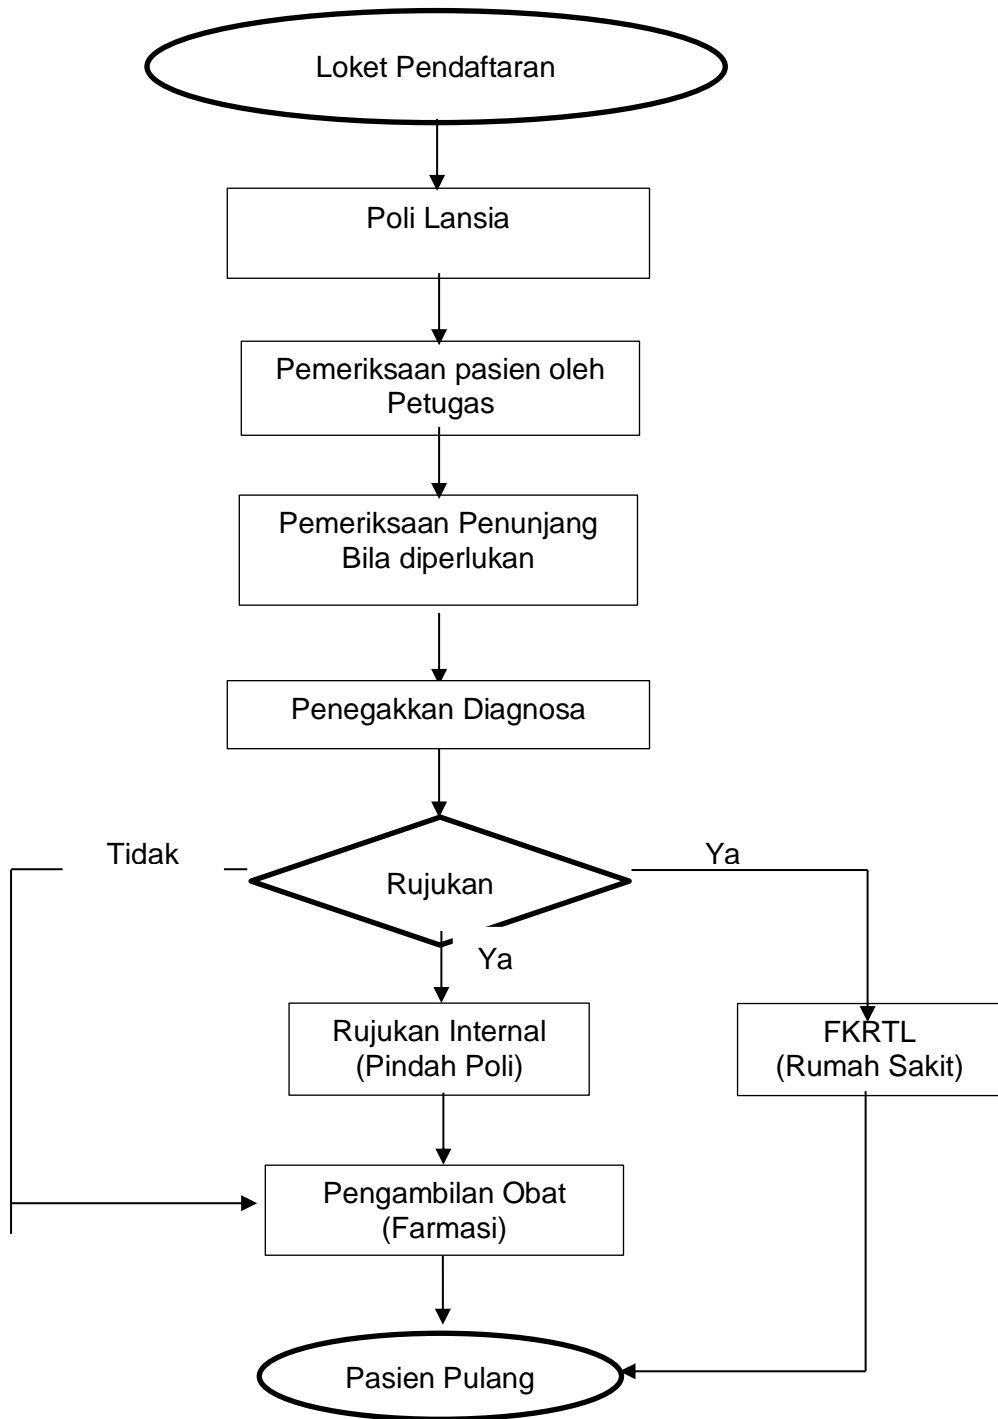 Loket Pendaftaran
Poli Lansia
Pemeriksaan pasien oleh
Petugas
Pemeriksaan Penunjang
Bila diperlukan
Penegakkan Diagnosa
Tidak
Rujukan
Ya
Ya
Rujukan Internal
(Pindah Poli)
FKRTL
(Rumah Sakit)
Pengambilan Obat
(Farmasi)
Pasien Pulang